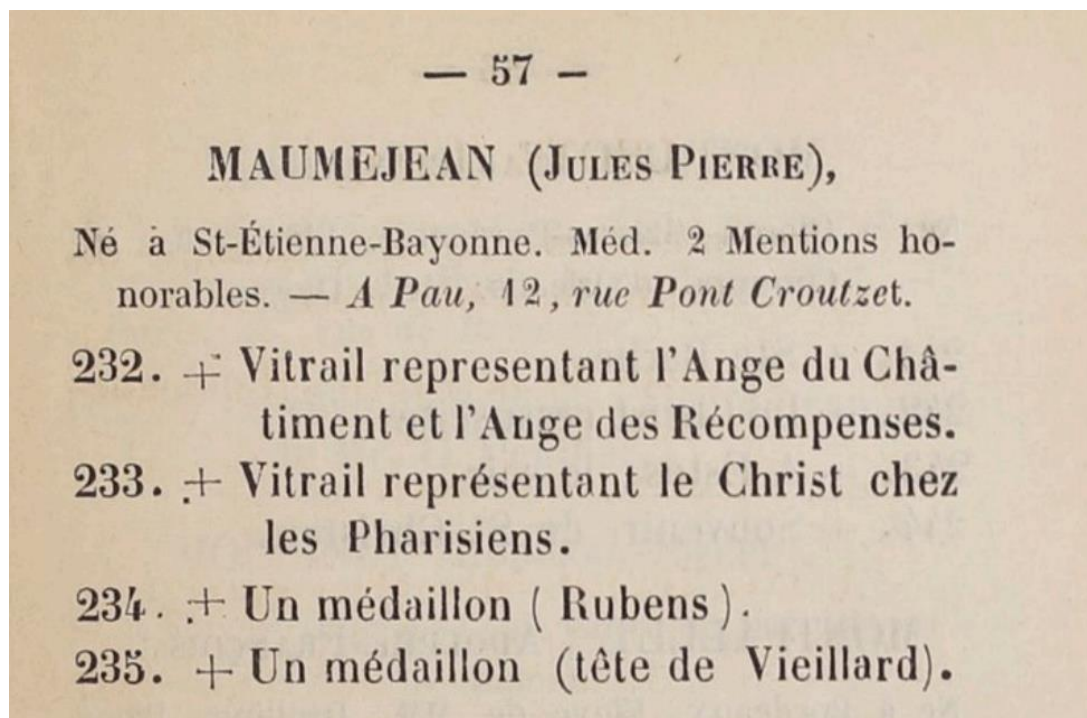 — 57 —
MAUMEJEAN (JULES PIERRE),
Né à St-Étienne-Bayonne. Méd. 2 Mentions ho-
norables. — A Pau, 12, rue Pont Croutzet.
232. + Vitrail representant l'Ange du Châ-
timent et l'Ange des Récompenses.
233. + Vitrail représentant le Christ chez
les Pharisiens.
234. + Un médaillon ( Rubens ).
235. + Un médaillon (tête de Vieillard).